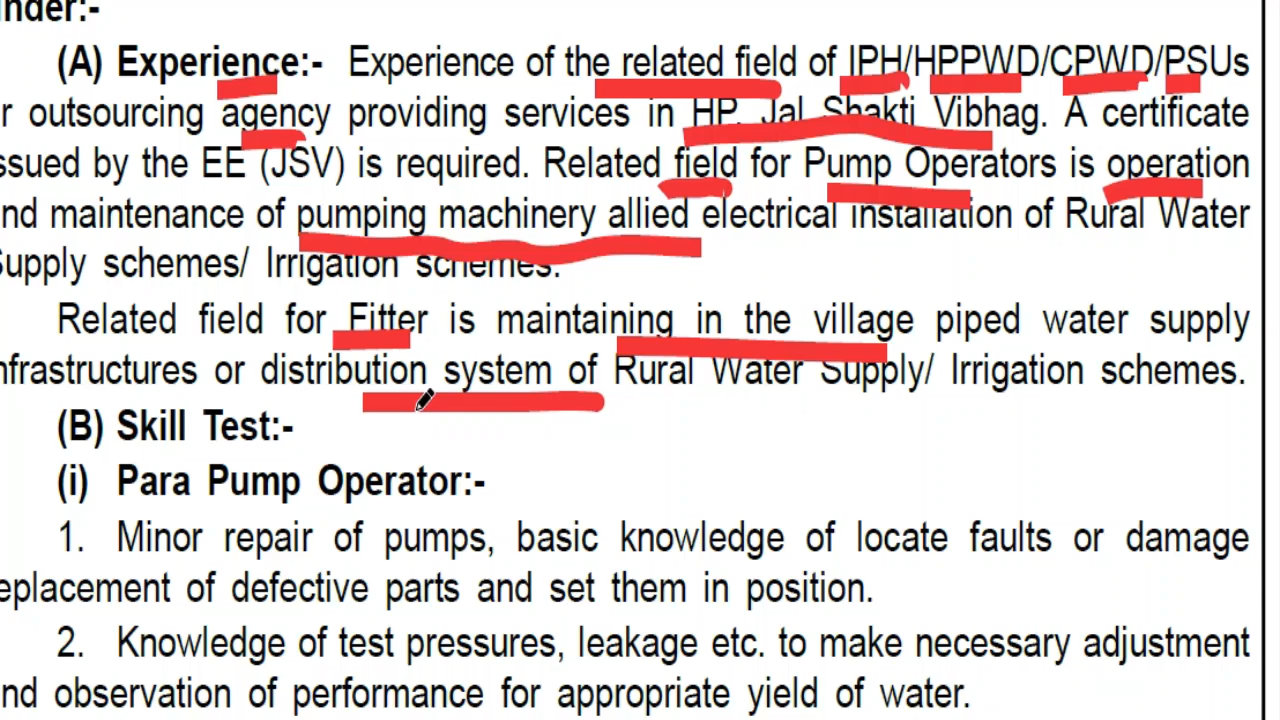 nder:-
(A) Experience:- Experience of the related field of IPH/HPPWD/CPWD/PSUs
r outsourcing agency providing services in HP. Jal Shakti Vibhag. A certificate
ssued by the EE (JSV) is required. Related field for Pump Operators is operation
nd maintenance of pumping machinery allied electrical installation of Rural Water
Supply schemes/ Irrigation schemes.
Related field for Fitter is maintaining in the village piped water supply
nfrastructures or distribution system of Rural Water Supply/ Irrigation schemes.
(B) Skill Test:-
(i) Para Pump Operator:-
1. Minor repair of pumps, basic knowledge of locate faults or damage
eplacement of defective parts and set them in position.
2. Knowledge of test pressures, leakage etc. to make necessary adjustment
nd observation of performance for appropriate yield of water.